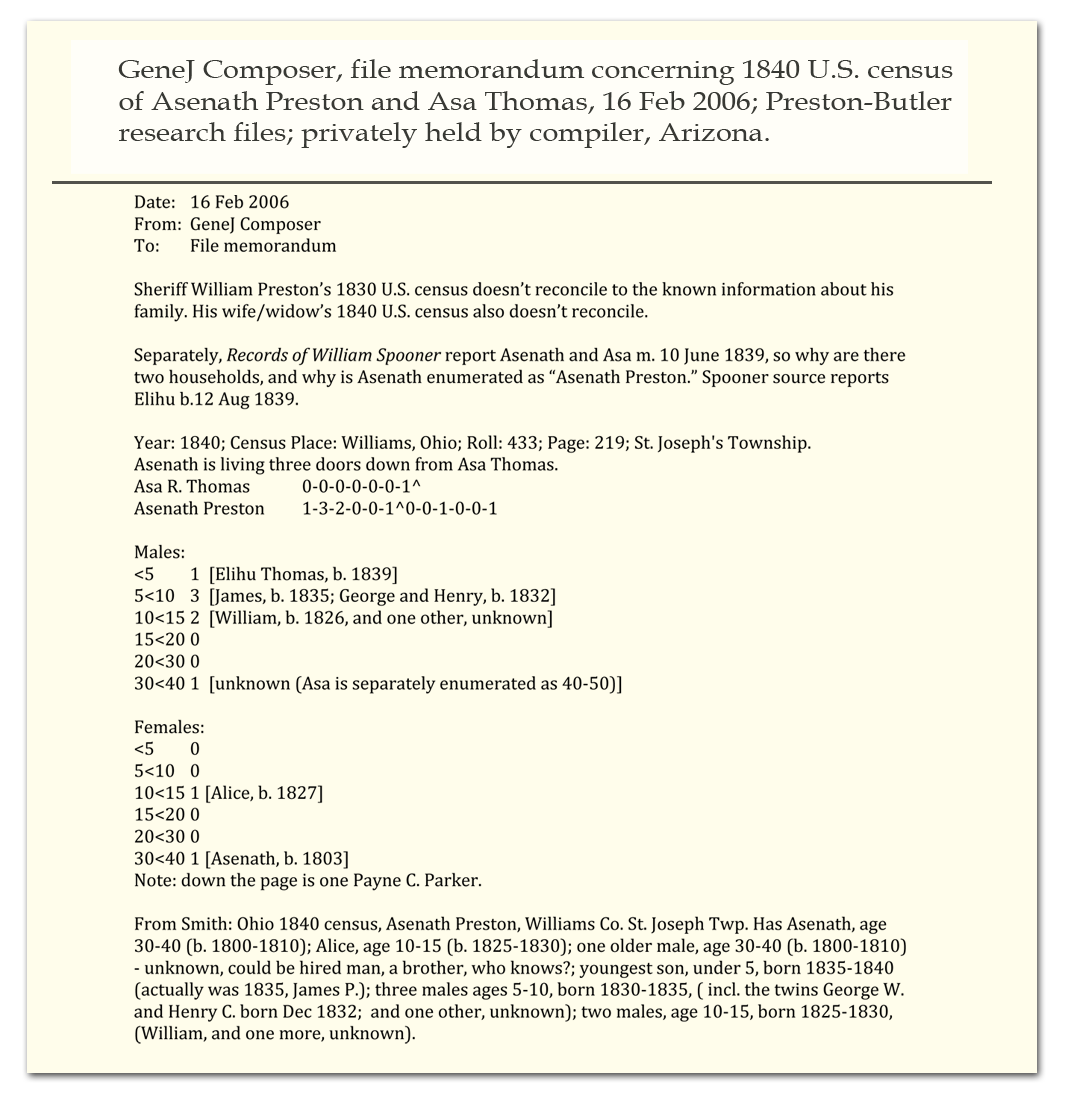 GeneJ Composer, file memorandum concerning 1840 U.S. census
of Asenath Preston and Asa Thomas, 16 Feb 2006; Preston-Butler
research files; privately held by compiler, Arizona.
Date: 16 Feb 2006
From: GeneJ Composer
To: File memorandum
Sheriff William Preston’s 1830 U.S. census doesn’t reconcile to the known information about his
family. His wife/widow’s 1840 U.S. census also doesn’t reconcile.
Separately, Records of William Spooner report Asenath and Asa m. 10 June 1839, so why are there
two households, and why is Asenath enumerated as “Asenath Preston.” Spooner source reports
Elihu b.12 Aug 1839.
Year: 1840; Census Place: Williams, Ohio; Roll: 433; Page: 219; St. Joseph's Township.
Asenath is living three doors down from Asa Thomas.
Asa R. Thomas 0-0-0-0-0-0-1^
Asenath Preston 1-3-2-0-0-1^0-0-1-0-0-1
Males:
<5 1 [Elihu Thomas, b. 1839]
5<10 3 [James, b. 1835; George and Henry, b. 1832]
10<15 2 [William, b. 1826, and one other, unknown]
15<20 0
20<30 0
30<40 1 [unknown (Asa is separately enumerated as 40-50)]
Females:
<5 0
5<10 0
10<15 1 [Alice, b. 1827]
15<20 0
20<30 0
30<40 1 [Asenath, b. 1803]
Note: down the page is one Payne C. Parker.
From Smith: Ohio 1840 census, Asenath Preston, Williams Co. St. Joseph Twp. Has Asenath, age
30-40 (b. 1800-1810); Alice, age 10-15 (b. 1825-1830); one older male, age 30-40 (b. 1800-1810)
- unknown, could be hired man, a brother, who knows?; youngest son, under 5, born 1835-1840
(actually was 1835, James P.); three males ages 5-10, born 1830-1835, ( incl. the twins George W.
and Henry C. born Dec 1832; and one other, unknown); two males, age 10-15, born 1825-1830,
(William, and one more, unknown).